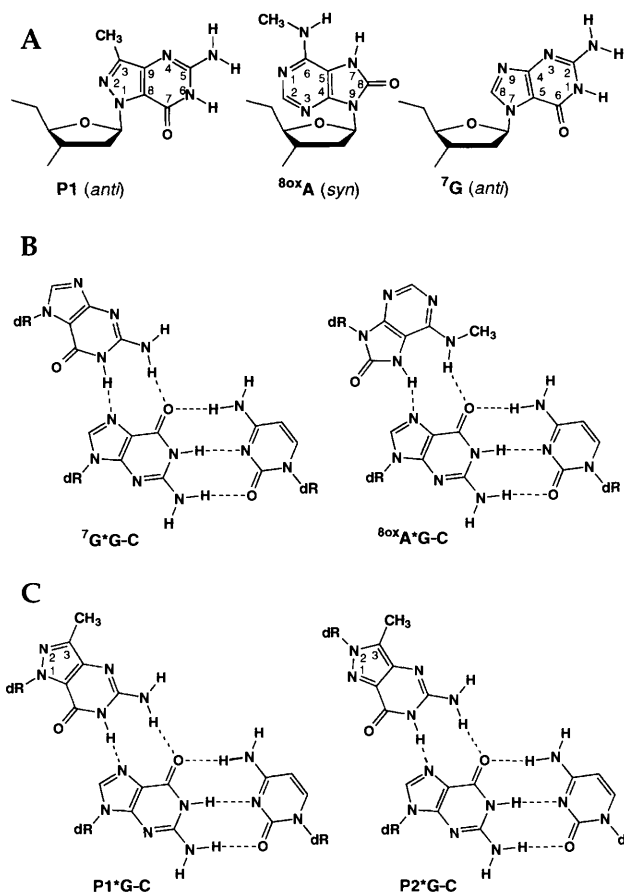 A
CH₃
H
N
N
H
N
N
N
H
O
O
1
2
3
4
5
6
7
8
9
P1 (anti)
CH₃
N
H
N
N
H
N
N
O
O
1
2
3
4
5
6
7
8
9
⁸ᵒˣA (syn)
H
N
H
N
N
N
N
H
O
O
1
2
3
4
5
6
7
8
9
⁷G (anti)
B
N
N
N
H
dR
N
H
O
N
H
H
N
O
H
N
N
N
H
N
dR
N
N
N
H
O
H
dR
⁷G*G-C
N
N
dR
N
N
CH₃
N
H
O
H
H
N
O
H
N
N
N
H
N
dR
N
N
N
H
O
H
dR
⁸ᵒˣA*G-C
C
CH₃
N
2
3
N
1
N
H
dR
N
H
O
N
H
H
N
O
H
N
N
N
H
N
dR
N
N
N
H
O
H
dR
P1*G-C
dR
CH₃
N
2
3
N
1
N
H
N
H
O
N
H
H
N
O
H
N
N
N
H
N
dR
N
N
N
H
O
H
d
P2*G-C